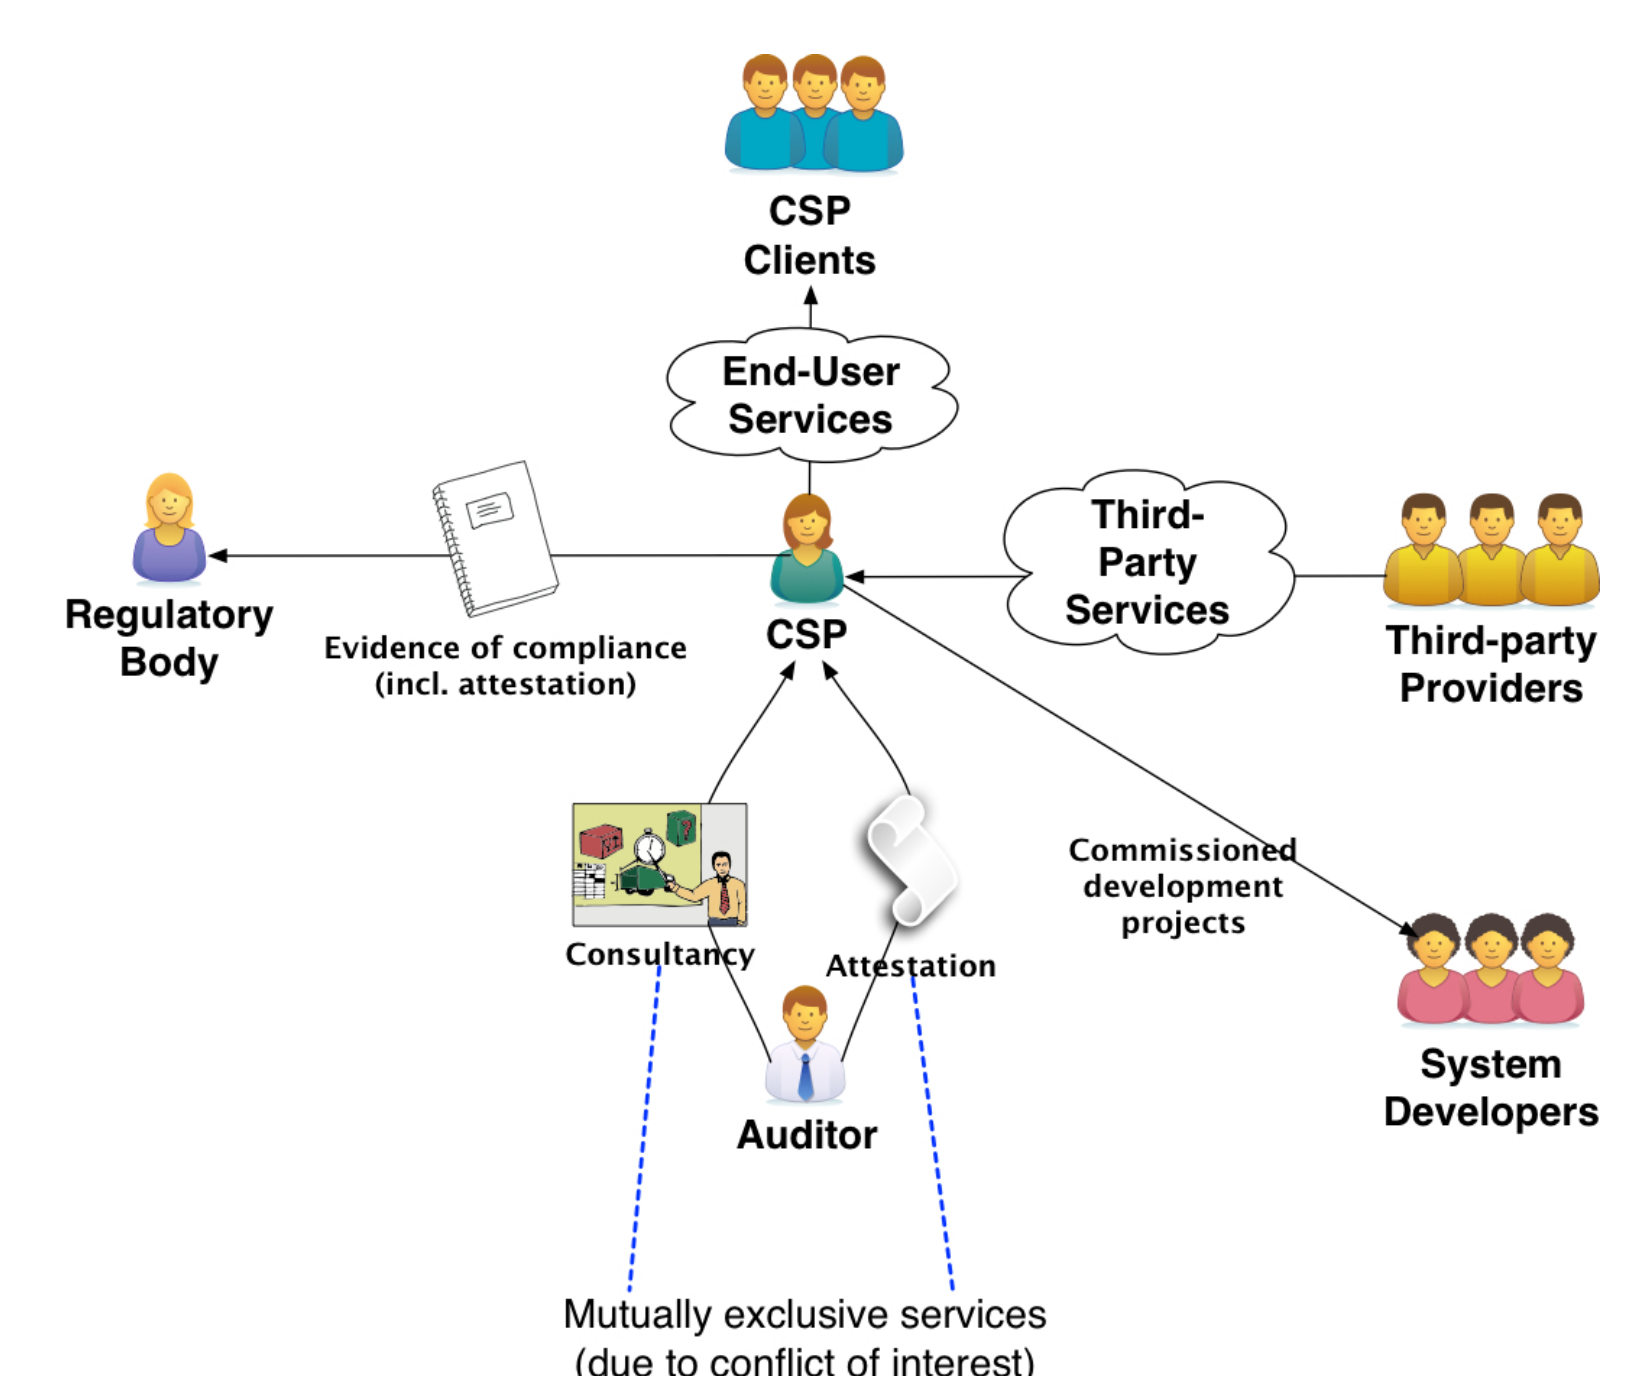 CSP
Clients
End-User
Services
Third-
Party
Services
Regulatory
Body
Evidence of compliance
(incl. attestation)
CSP
Third-party
Providers
Commissioned
development
projects
Consultancy
Attestation
Auditor
System
Developers
Mutually exclusive services
(due to conflict of interest)